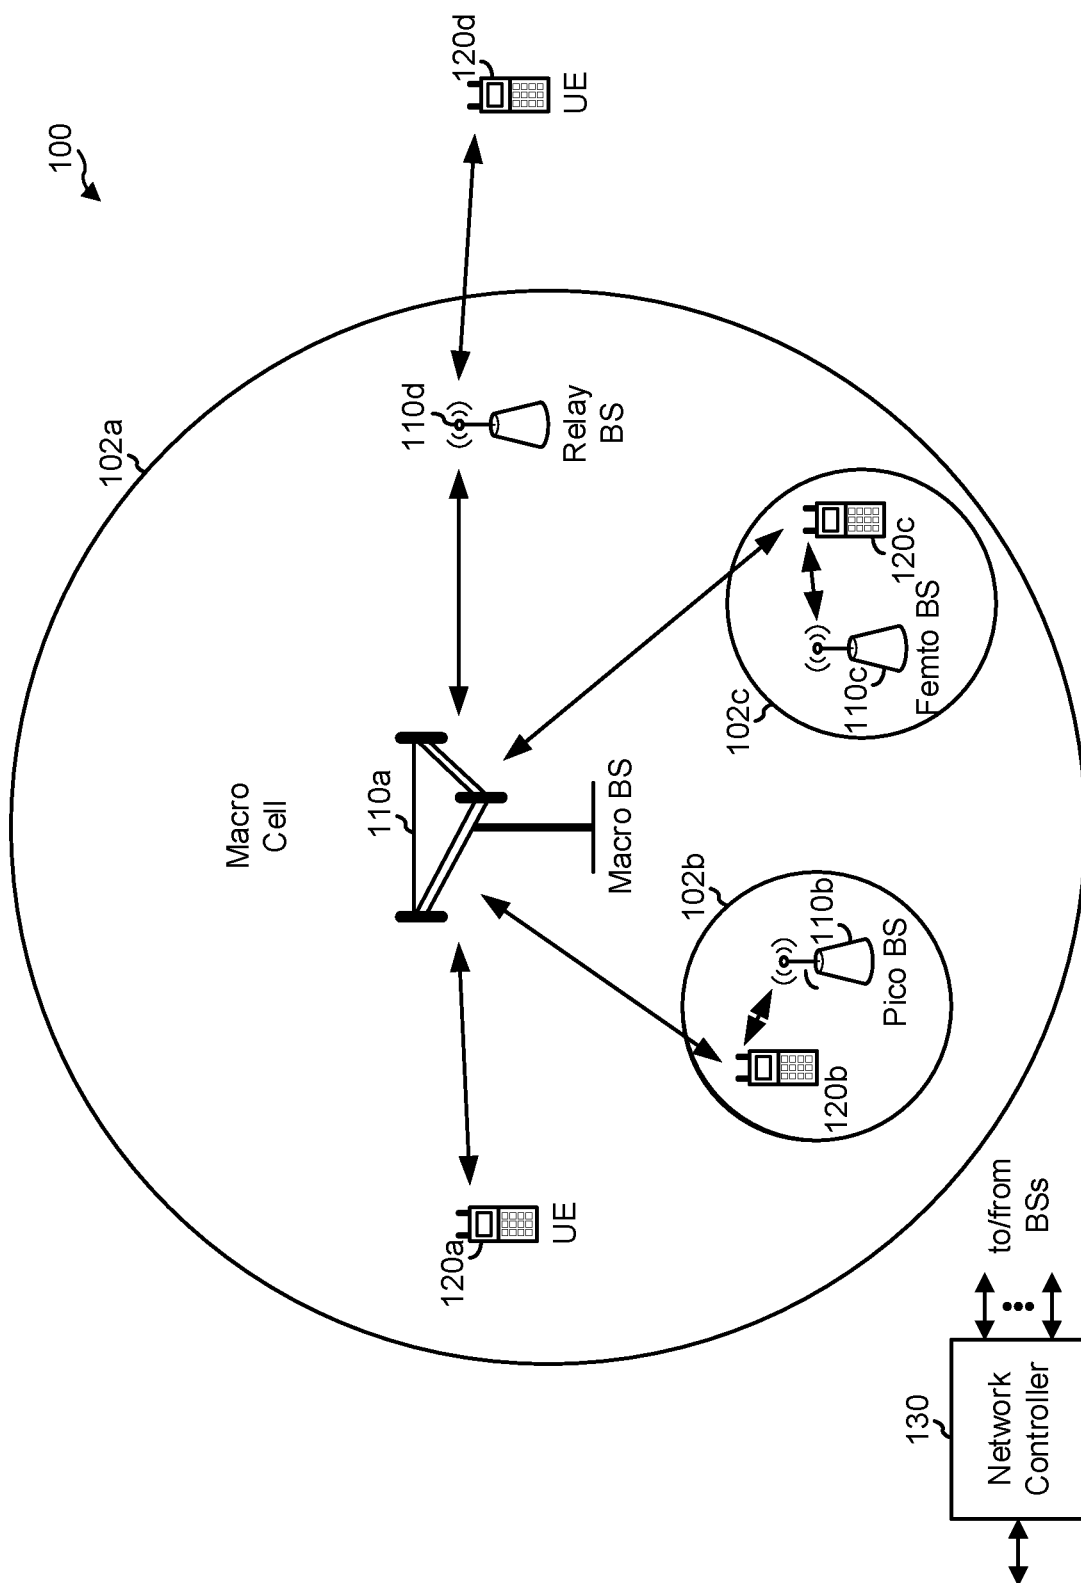 100
102a
Macro
Cell
110a
Macro BS
110d
Relay
BS
120d
UE
120a
UE
102b
110b
Pico BS
120b
102c
110c
Femto BS
120c
130
Network
Controller
to/from
BSs